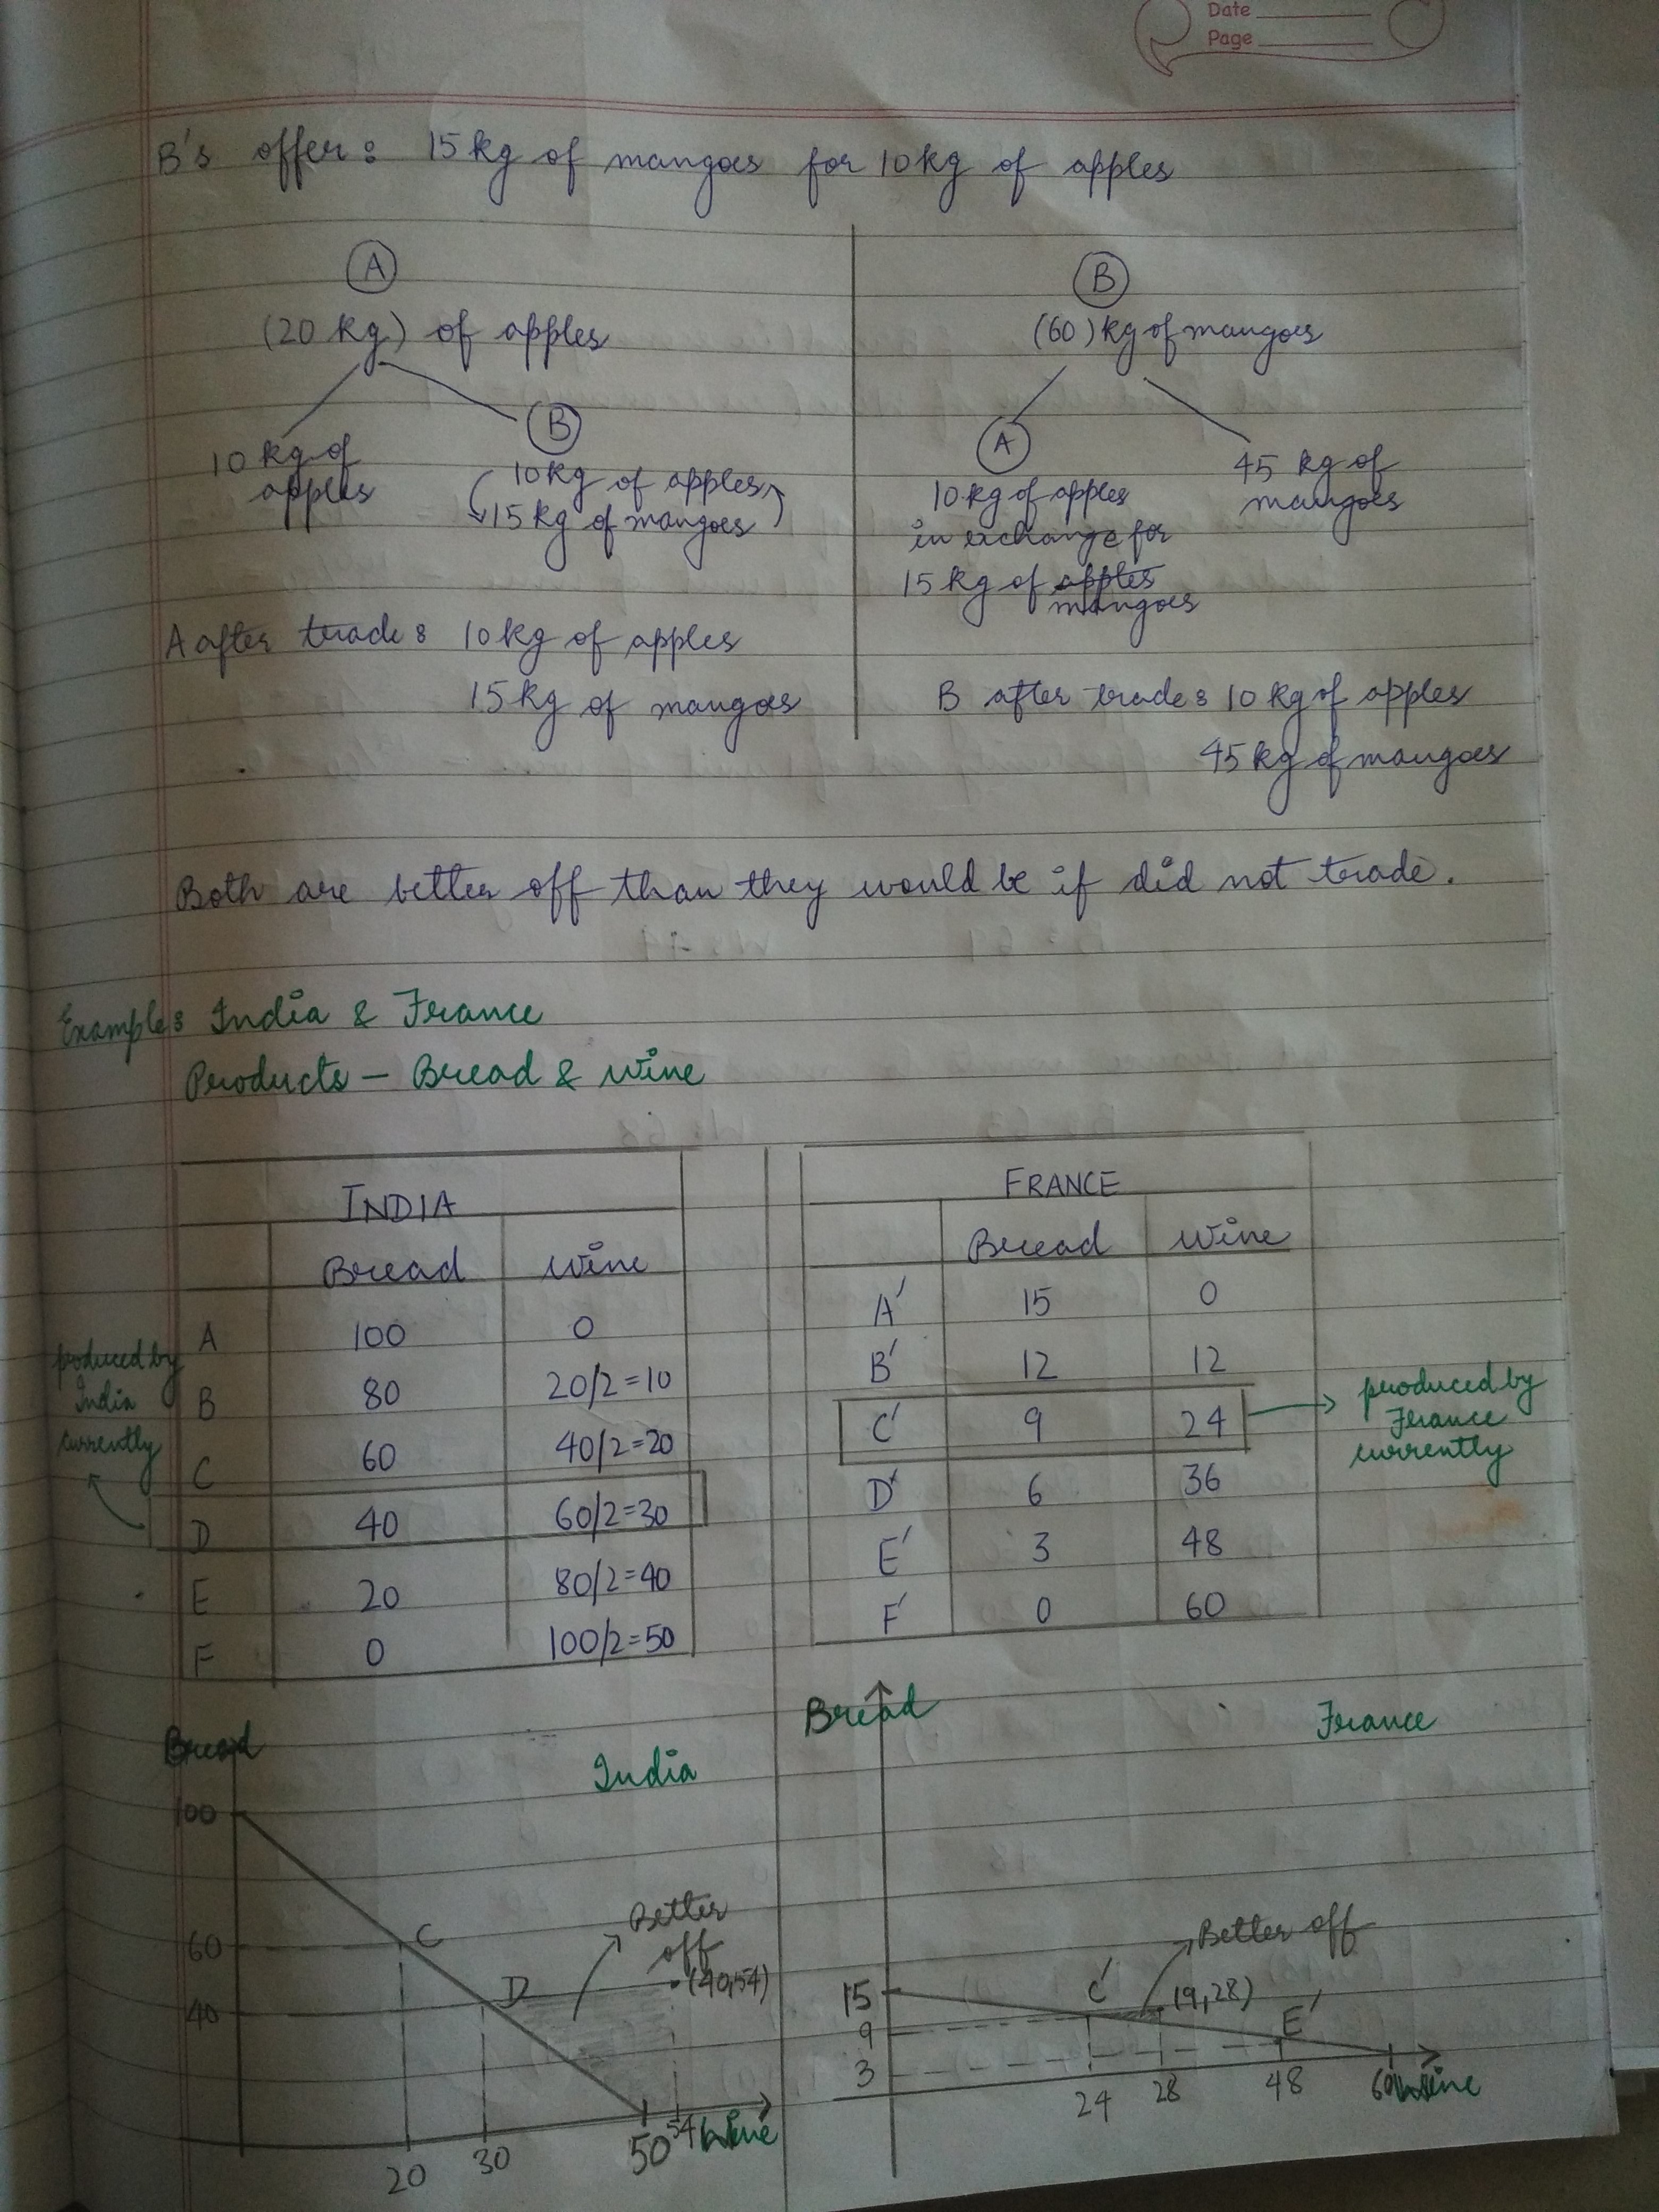 Date
Page
B's offer: 15 kg of mangoes for 10 kg of apples
A
(20 kg) of apples
10 kg of
apples
B
10 kg of apples
15 kg of mangoes
A after trade: 10 kg of apples
15 kg of mangoes
B
(60) kg of mangoes
A
10 kg of apples
in exchange for
15 kg of apples
mangoes
45 kg of
mangoes
B after trade: 10 kg of apples
45 kg of mangoes
Both are better off than they would be if did not trade.
Example: India & France
Products – Bread & wine
INDIA
Bread Wine
A 100 0
B 80 20/2=10
C 60 40/2=20
D 40 60/2=30
E 20 80/2=40
F 0 100/2=50
produced by
India
currently
FRANCE
Bread Wine
A' 15 0
B' 12 12
C' 9 24
D' 6 36
E' 3 48
F' 0 60
produced by
France
currently
Bread
India
100
60
40
C
D
Better
off
(40,54)
20 30 50 54 Wine
Bread
France
15
9
3
C'
Better off
(9,28)
E'
24 28 48 60 Wine